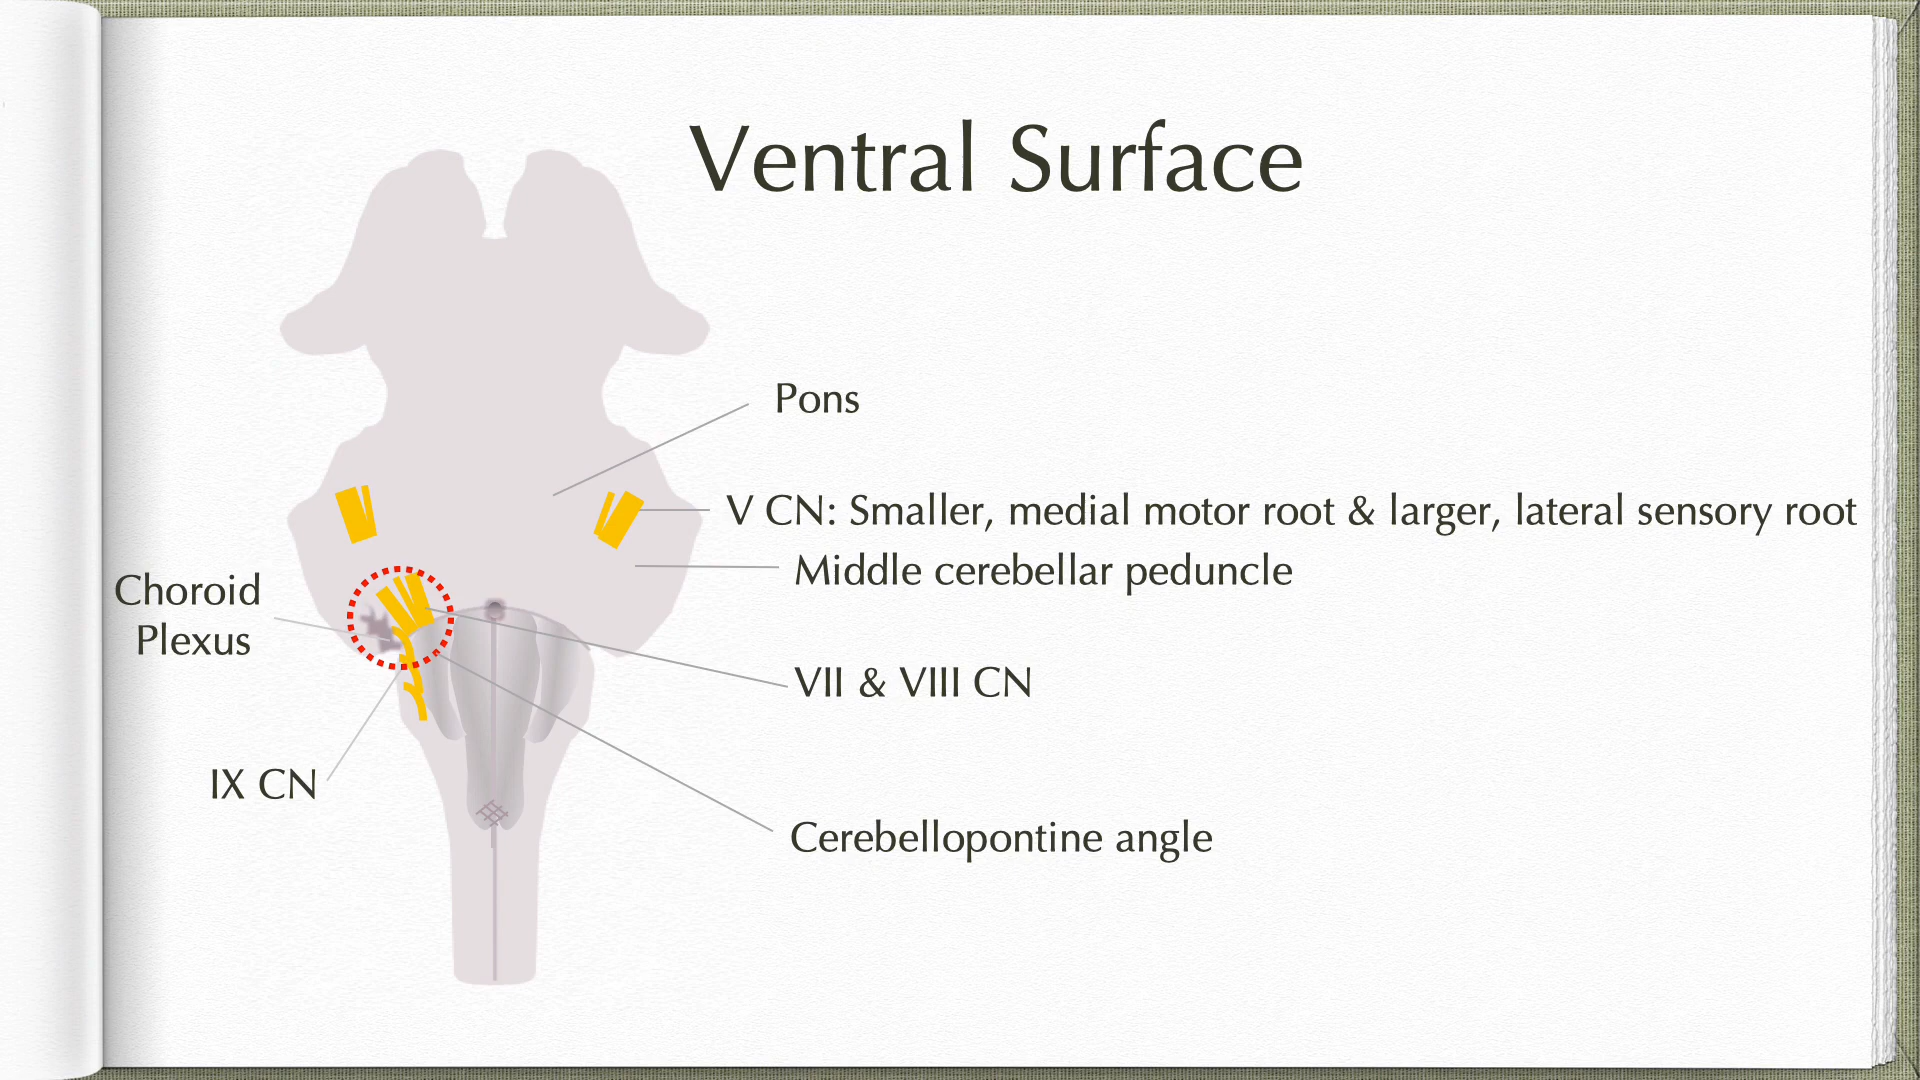 Ventral Surface
Pons
V CN: Smaller, medial motor root & larger, lateral sensory root
Middle cerebellar peduncle
Choroid
Plexus
VII & VIII CN
IX CN
Cerebellopontine angle